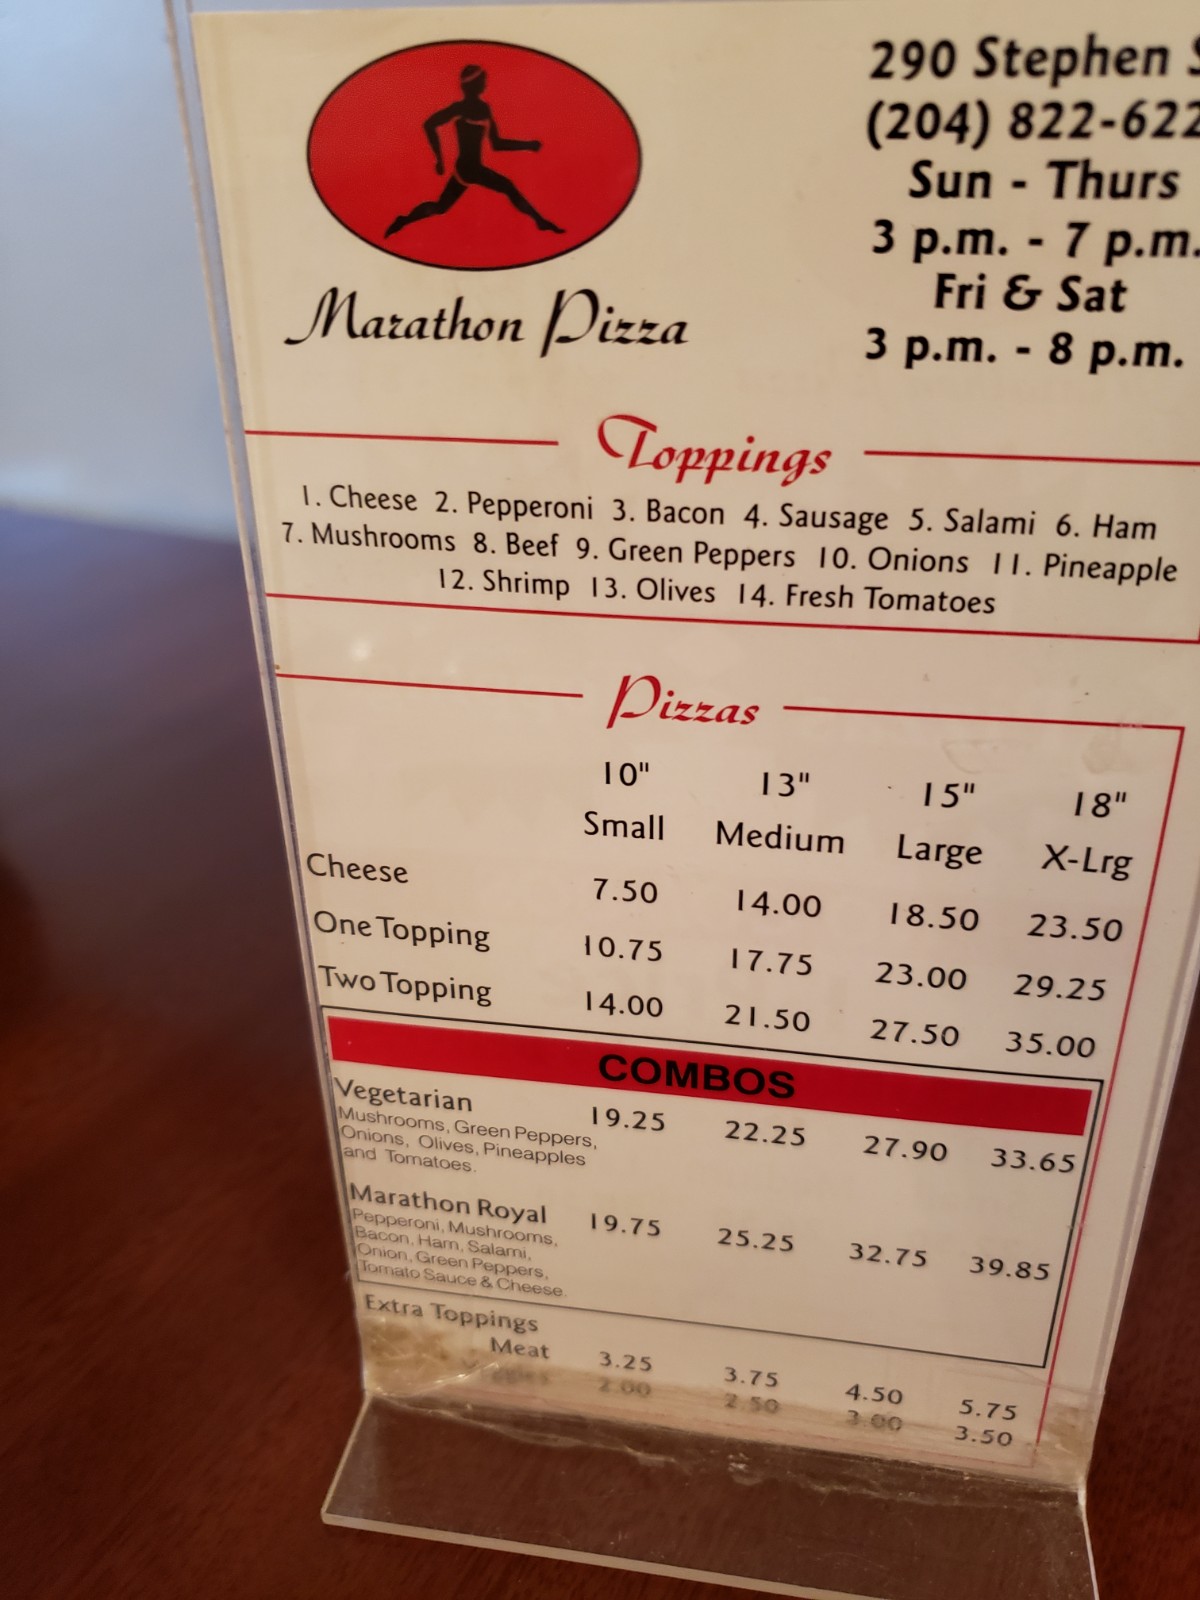 290 Stephen
(204) 822-622
Sun - Thurs
3 p.m. - 7 p.m.
Fri & Sat
3 p.m. - 8 p.m.
Marathon Pizza
Toppings
1. Cheese 2. Pepperoni 3. Bacon 4. Sausage 5. Salami 6. Ham
7. Mushrooms 8. Beef 9. Green Peppers 10. Onions 11. Pineapple
12. Shrimp 13. Olives 14. Fresh Tomatoes
Pizzas
10" 13" 15" 18"
Small Medium Large X-Lrg
Cheese 7.50 14.00 18.50 23.50
One Topping 10.75 17.75 23.00 29.25
Two Topping 14.00 21.50 27.50 35.00
COMBOS
Vegetarian 19.25 22.25 27.90 33.65
Mushrooms, Green Peppers,
Onions, Olives, Pineapples
and Tomatoes.
Marathon Royal 19.75 25.25 32.75 39.85
Pepperoni, Mushrooms,
Bacon, Ham, Salami,
Onion, Green Peppers,
Tomato Sauce & Cheese.
Extra Toppings
Meat 3.25 3.75 4.50 5.75
Veggies 2.00 2.50 3.00 3.50